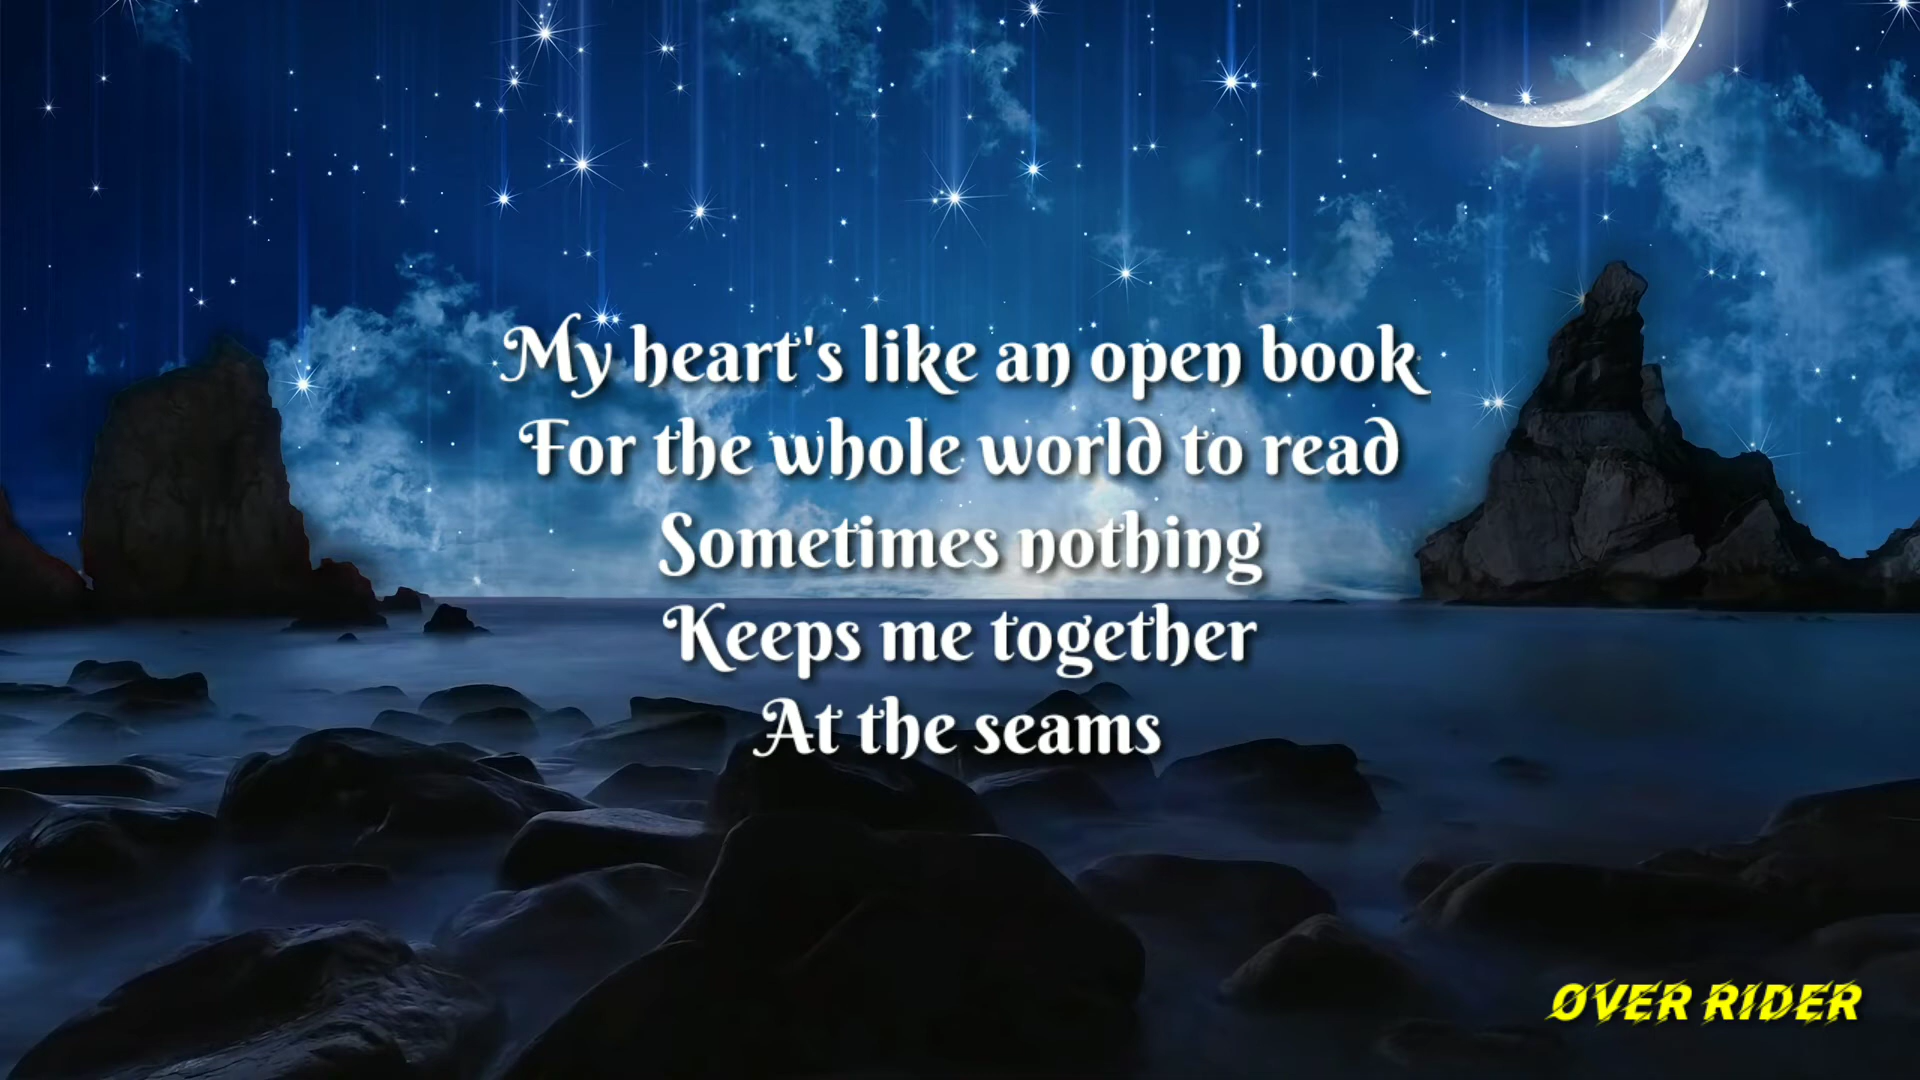 My heart's like an open book
For the whole world to read
Sometimes nothing
Keeps me together
At the seams
ØVER RIDER